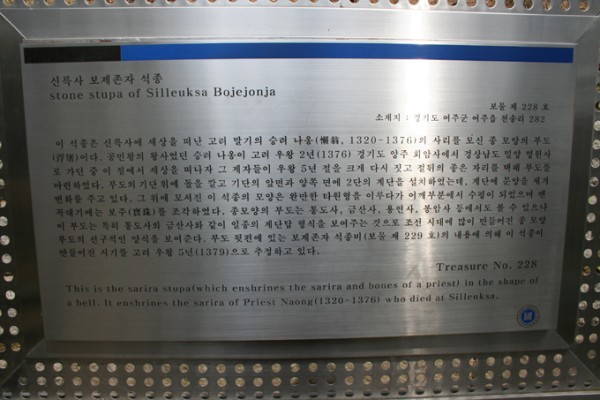 신륵사 보제존자 석종
stone stupa of Silleuksa Bojejonja
보물 제 228 호
소재지 : 경기도 여주군 여주읍 천송리 282
이 석종은 신륵사에 세상을 떠난 고려 말기의 승려 나옹(懶翁, 1320-1376)의 사리를 모신 종 모양의 부도
(浮屠)이다. 공민왕의 왕사였던 승려 나옹이 고려 우왕 2년(1376) 경기도 양주 회암사에서 경상남도 밀양 영원사
로 가던 중 이 절에서 세상을 떠나자 그 제자들이 우왕 5년 절을 크게 다시 짓고 절뒤의 좋은 자리를 택해 부도를
마련하였다. 부도의 기단 위에 돌을 깔고 기단의 앞면과 양쪽 면에 2단의 계단을 설치하였는데, 계단에 문양을 새겨
변화를 주고 있다. 그 위에 모셔진 이 석종의 모양은 완만한 타원형을 이루다가 어깨부분에서 수평이 되었으며 맨
꼭대기에는 보주(寶珠)를 조각하였다. 종모양의 부도는 통도사, 금산사, 용연사, 봉암사 등에서도 볼 수 있으나
이 부도는 특히 통도사와 금산사와 같이 일종의 계단탑 형식을 보여주는 것으로 조선 시대에 많이 만들어진 종 모양
부도의 선구적인 양식을 보여준다. 부도 뒷편에 있는 보제존자 석종비(보물 제 229 호)의 내용에 의해 이 석종이
만들어진 시기를 고려 우왕 5년(1379)으로 추정하고 있다.
Treasure No. 228
This is the sarira stupa(which enshrines the sarira and bones of a priest) in the shape of
a bell. It enshrines the sarira of Priest Naong(1320-1376) who died at Silleuksa.